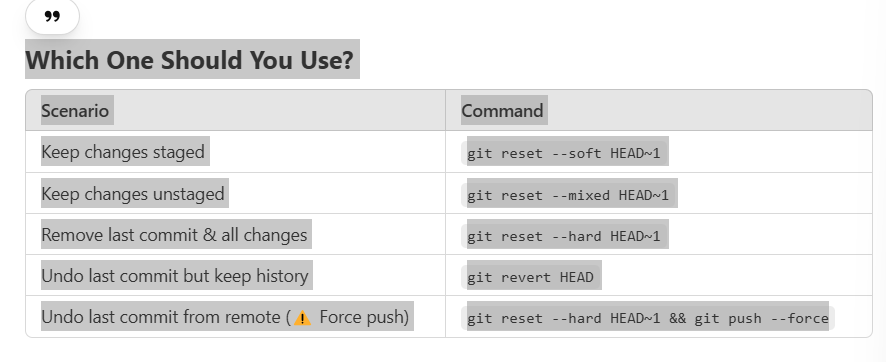 Which One Should You Use?
Scenario Command
Keep changes staged git reset --soft HEAD~1
Keep changes unstaged git reset --mixed HEAD~1
Remove last commit & all changes git reset --hard HEAD~1
Undo last commit but keep history git revert HEAD
Undo last commit from remote (⚠️ Force push) git reset --hard HEAD~1 && git push --force